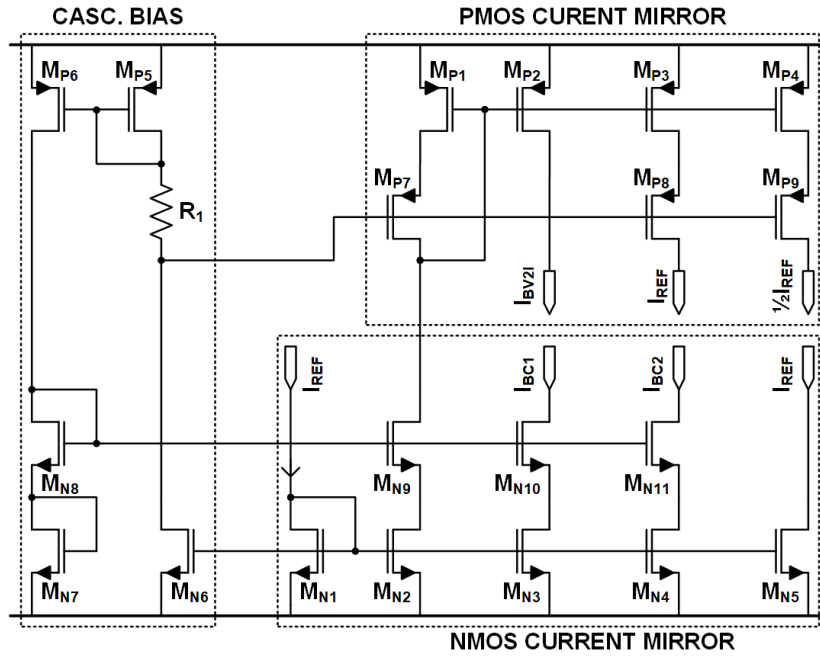 CASC. BIAS
PMOS CURENT MIRROR
MP6
MP5
MP1
MP2
MP3
MP4
R1
MP7
MP8
MP9
IBV2I
IREF
½IREF
IREF
IBC1
IBC2
IREF
MN8
MN9
MN10
MN11
MN7
MN6
MN1
MN2
MN3
MN4
MN5
NMOS CURRENT MIRROR